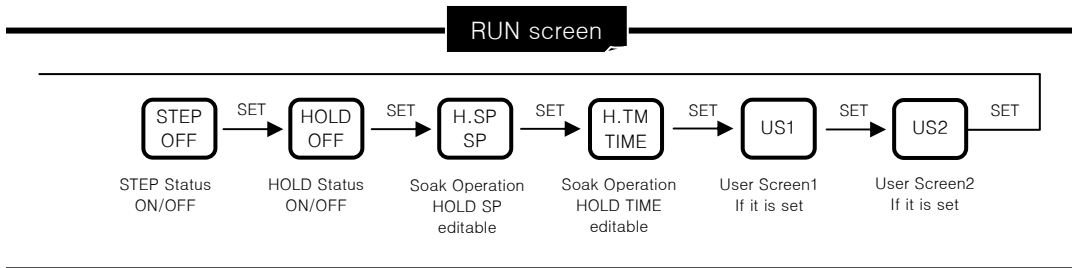 RUN screen
STEP
OFF
SET
HOLD
OFF
SET
H.SP
SP
SET
H.TM
TIME
SET
US1
SET
US2
SET
STEP Status
ON/OFF
HOLD Status
ON/OFF
Soak Operation
HOLD SP
editable
Soak Operation
HOLD TIME
editable
User Screen1
If it is set
User Screen2
If it is set